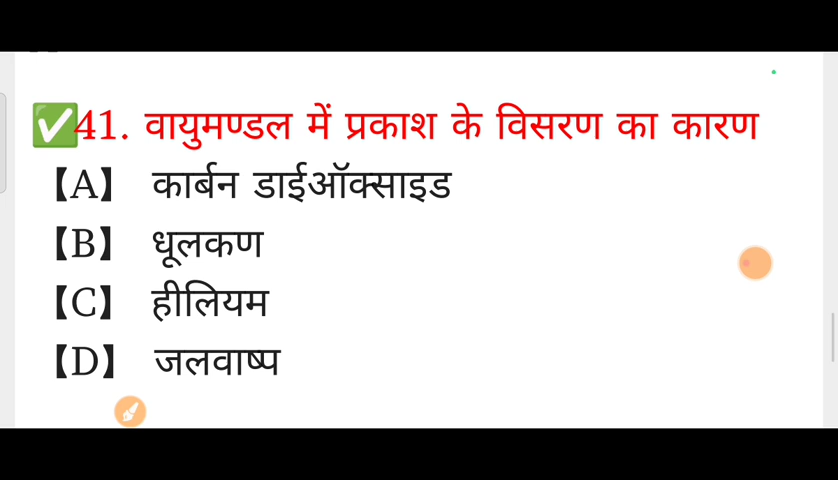 ✅41. वायुमण्डल में प्रकाश के विसरण का कारण
【A】 कार्बन डाईऑक्साइड
【B】 धूलकण
【C】 हीलियम
【D】 जलवाष्प